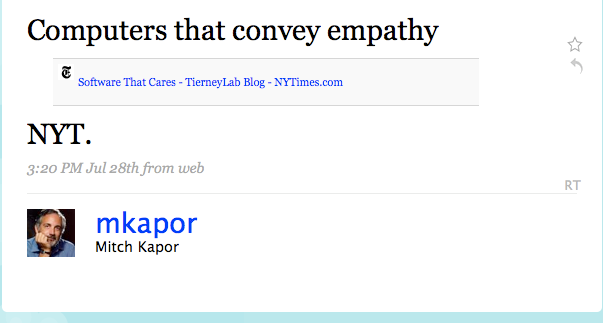 Computers that convey empathy
T
Software That Cares - TierneyLab Blog - NYTimes.com
NYT.
3:20 PM Jul 28th from web
RT
mkapor
Mitch Kapor